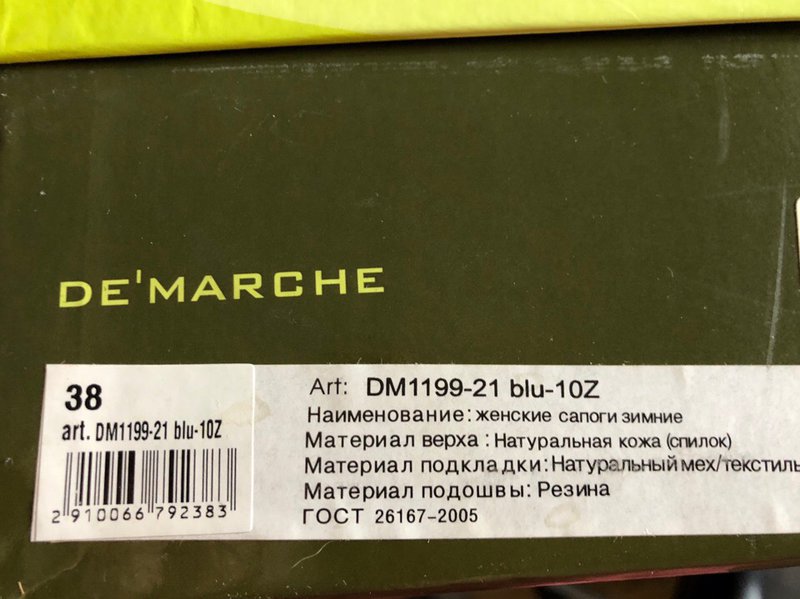 DE'MARCHE
38
art. DM1199-21 blu-10Z
2 910066 792383
Art: DM1199-21 blu-10Z
Наименование: женские сапоги зимние
Материал верха : Натуральная кожа (спилок)
Материал подкладки: Натуральный мех/текстиль
Материал подошвы: Резина
ГОСТ 26167-2005